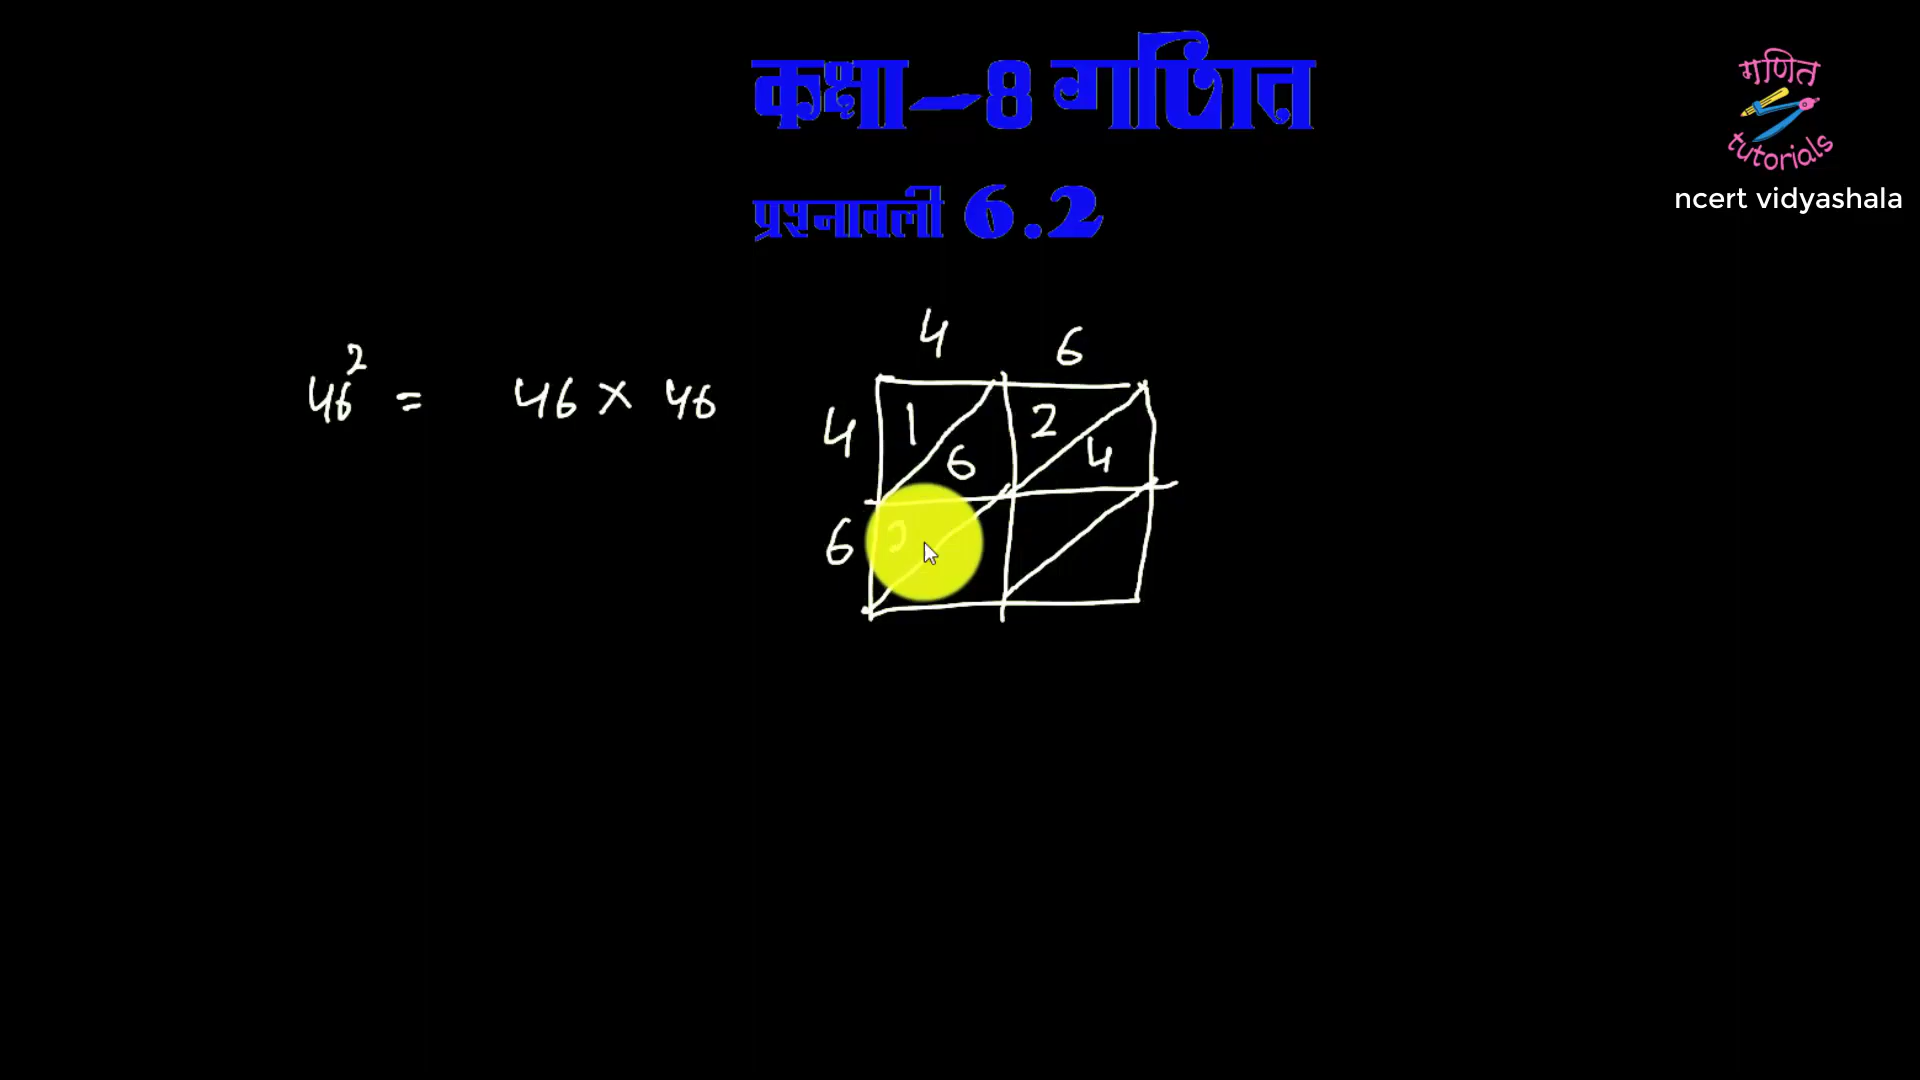 कक्षा–8 गणित
गणित
tutorials
ncert vidyashala
प्रश्नावली 6.2
46² = 46 × 46
4 6
4 1 6 2 4
6